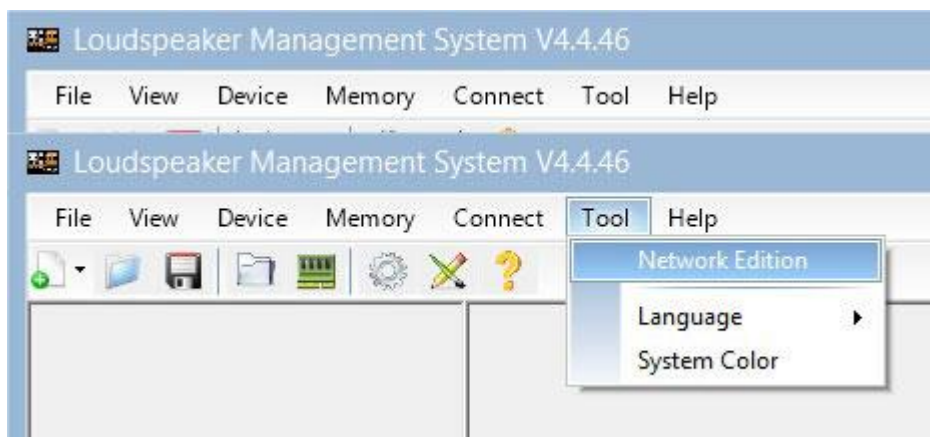 Loudspeaker Management System V4.4.46
File View Device Memory Connect Tool Help
Loudspeaker Management System V4.4.46
File View Device Memory Connect Tool Help
Network Edition
Language
System Color